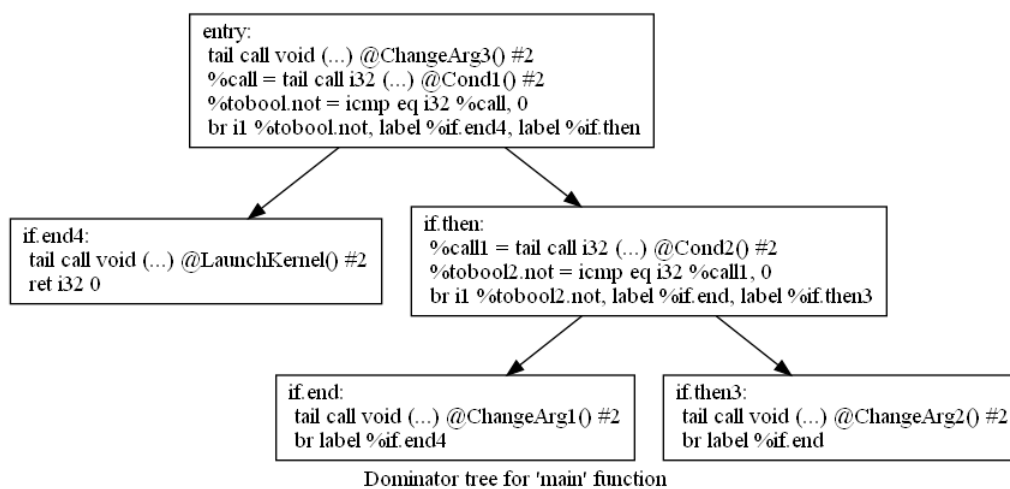 entry:
tail call void (...) @ChangeArg3() #2
%call = tail call i32 (...) @Cond1() #2
%tobool.not = icmp eq i32 %call, 0
br i1 %tobool.not, label %if.end4, label %if.then
if.end4:
tail call void (...) @LaunchKernel() #2
ret i32 0
if.then:
%call1 = tail call i32 (...) @Cond2() #2
%tobool2.not = icmp eq i32 %call1, 0
br i1 %tobool2.not, label %if.end, label %if.then3
if.end:
tail call void (...) @ChangeArg1() #2
br label %if.end4
if.then3:
tail call void (...) @ChangeArg2() #2
br label %if.end
Dominator tree for 'main' function